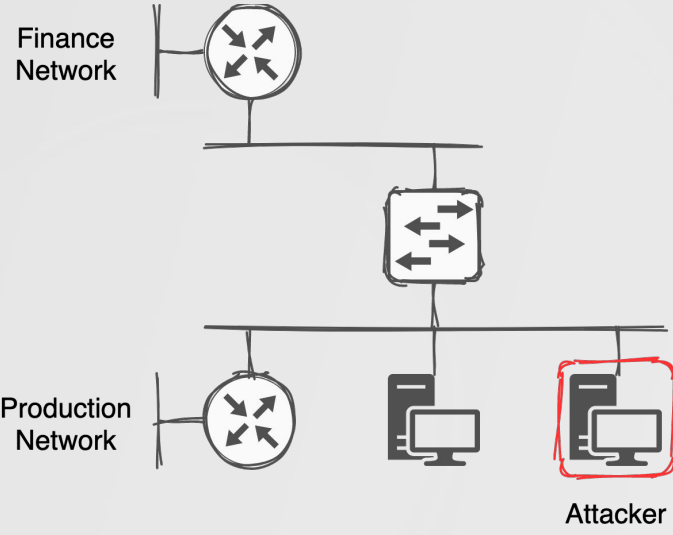 Finance
Network
Production
Network
Attacker